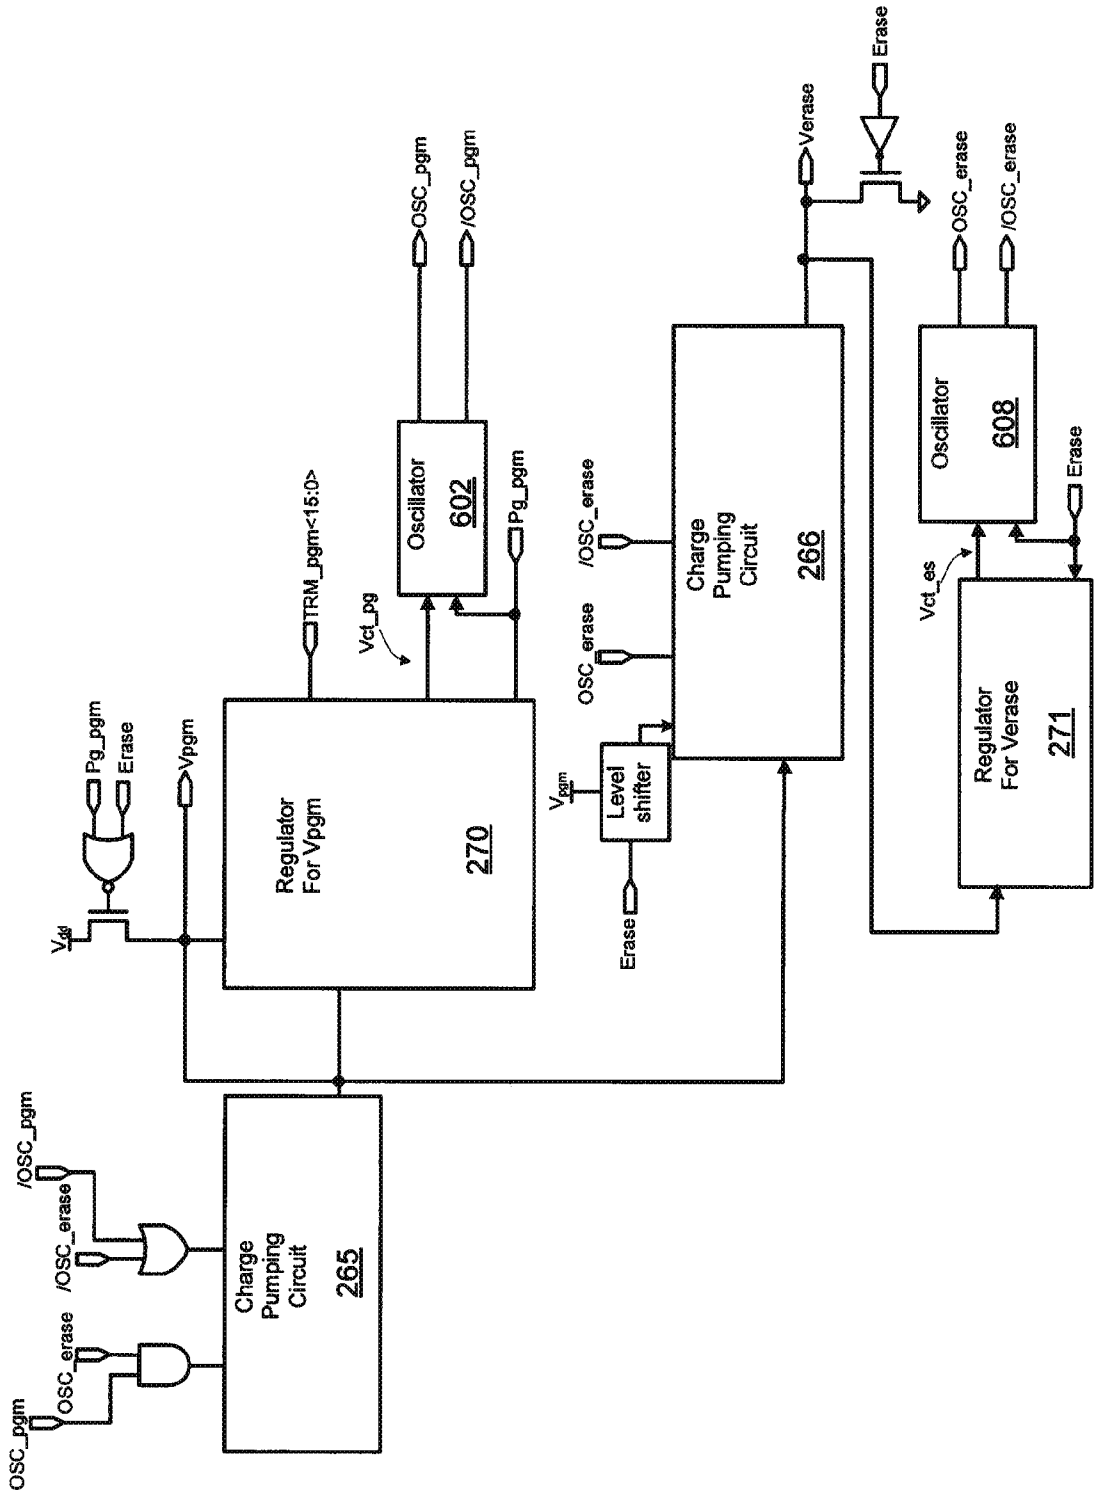 OSC_pgm
OSC_erase
/OSC_erase
/OSC_pgm
Charge
Pumping
Circuit
265
Vdd
Pg_pgm
Erase
Vpgm
Regulator
For Vpgm
270
TRM_pgm<15:0>
Vct_pg
Pg_pgm
Oscillator
602
OSC_pgm
/OSC_pgm
Erase
Vpgm
Level
shifter
OSC_erase
/OSC_erase
Charge
Pumping
Circuit
266
Verase
Erase
Regulator
For Verase
271
Vct_es
Erase
Oscillator
608
OSC_erase
/OSC_erase